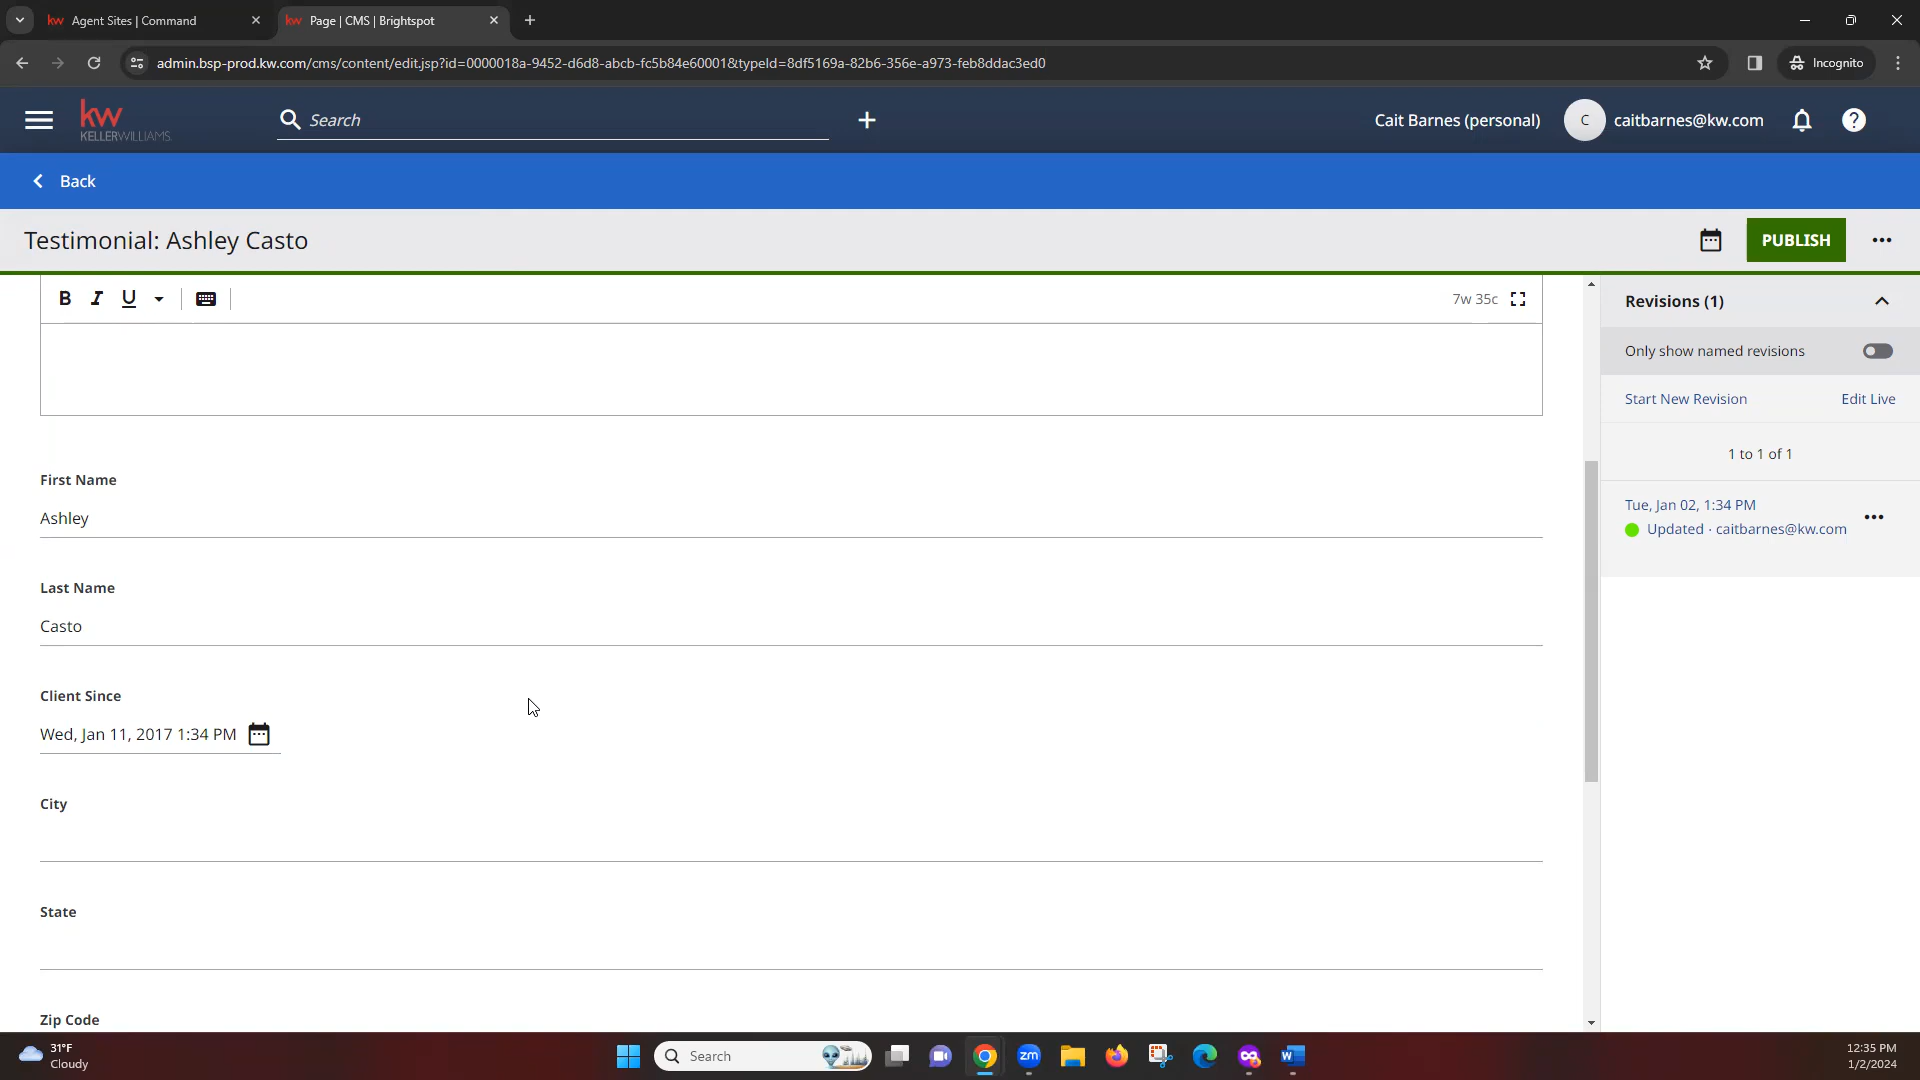 Agent Sites | Command
Page | CMS | Brightspot
admin.bsp-prod.kw.com/cms/content/edit.jsp?id=0000018a-9452-d6d8-abcb-fc5b84e60001&typeId=8df5169a-82b6-356e-a973-feb8ddac3ed0
Incognito
kw
KELLERWILLIAMS.
Search
Cait Barnes (personal)
C
caitbarnes@kw.com
Back
Testimonial: Ashley Casto
PUBLISH
B I U
7w 35c
Revisions (1)
Only show named revisions
Start New Revision
Edit Live
1 to 1 of 1
Tue, Jan 02, 1:34 PM
Updated · caitbarnes@kw.com
First Name
Ashley
Last Name
Casto
Client Since
Wed, Jan 11, 2017 1:34 PM
City
State
Zip Code
31°F
Cloudy
Search
zm
12:35 PM
1/2/2024